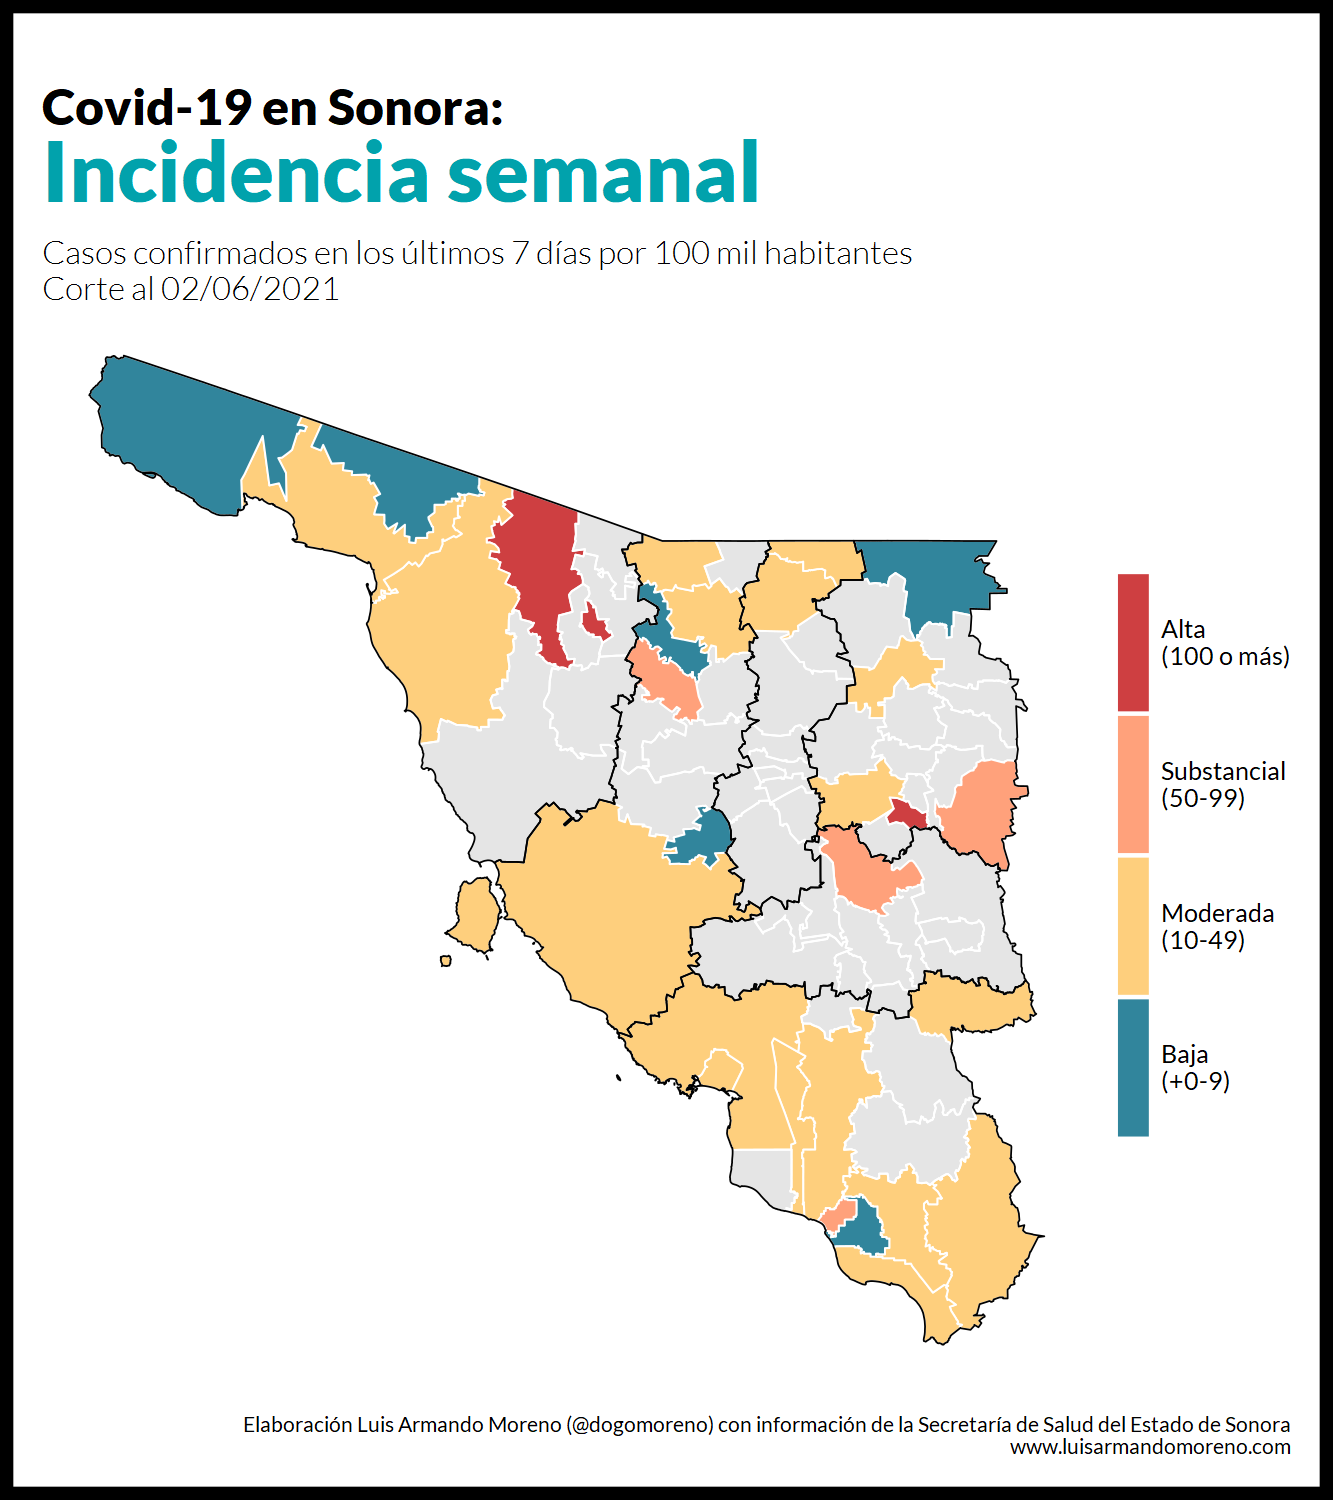 Covid-19 en Sonora:
Incidencia semanal
Casos confirmados en los últimos 7 días por 100 mil habitantes
Corte al 02/06/2021
Alta
(100 o más)
Substancial
(50-99)
Moderada
(10-49)
Baja
(+0-9)
Elaboración Luis Armando Moreno (@dogomoreno) con información de la Secretaría de Salud del Estado de Sonora
www.luisarmandomoreno.com